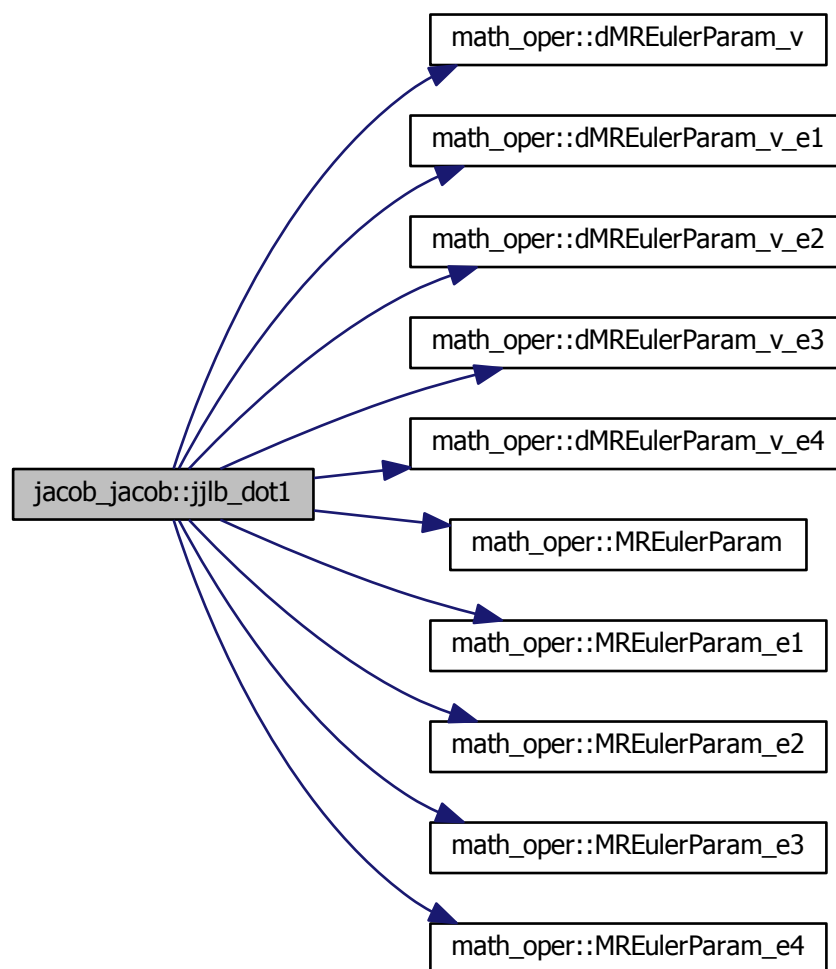 math_oper::dMREulerParam_v
math_oper::dMREulerParam_v_e1
math_oper::dMREulerParam_v_e2
math_oper::dMREulerParam_v_e3
math_oper::dMREulerParam_v_e4
jacob_jacob::jjlb_dot1
math_oper::MREulerParam
math_oper::MREulerParam_e1
math_oper::MREulerParam_e2
math_oper::MREulerParam_e3
math_oper::MREulerParam_e4